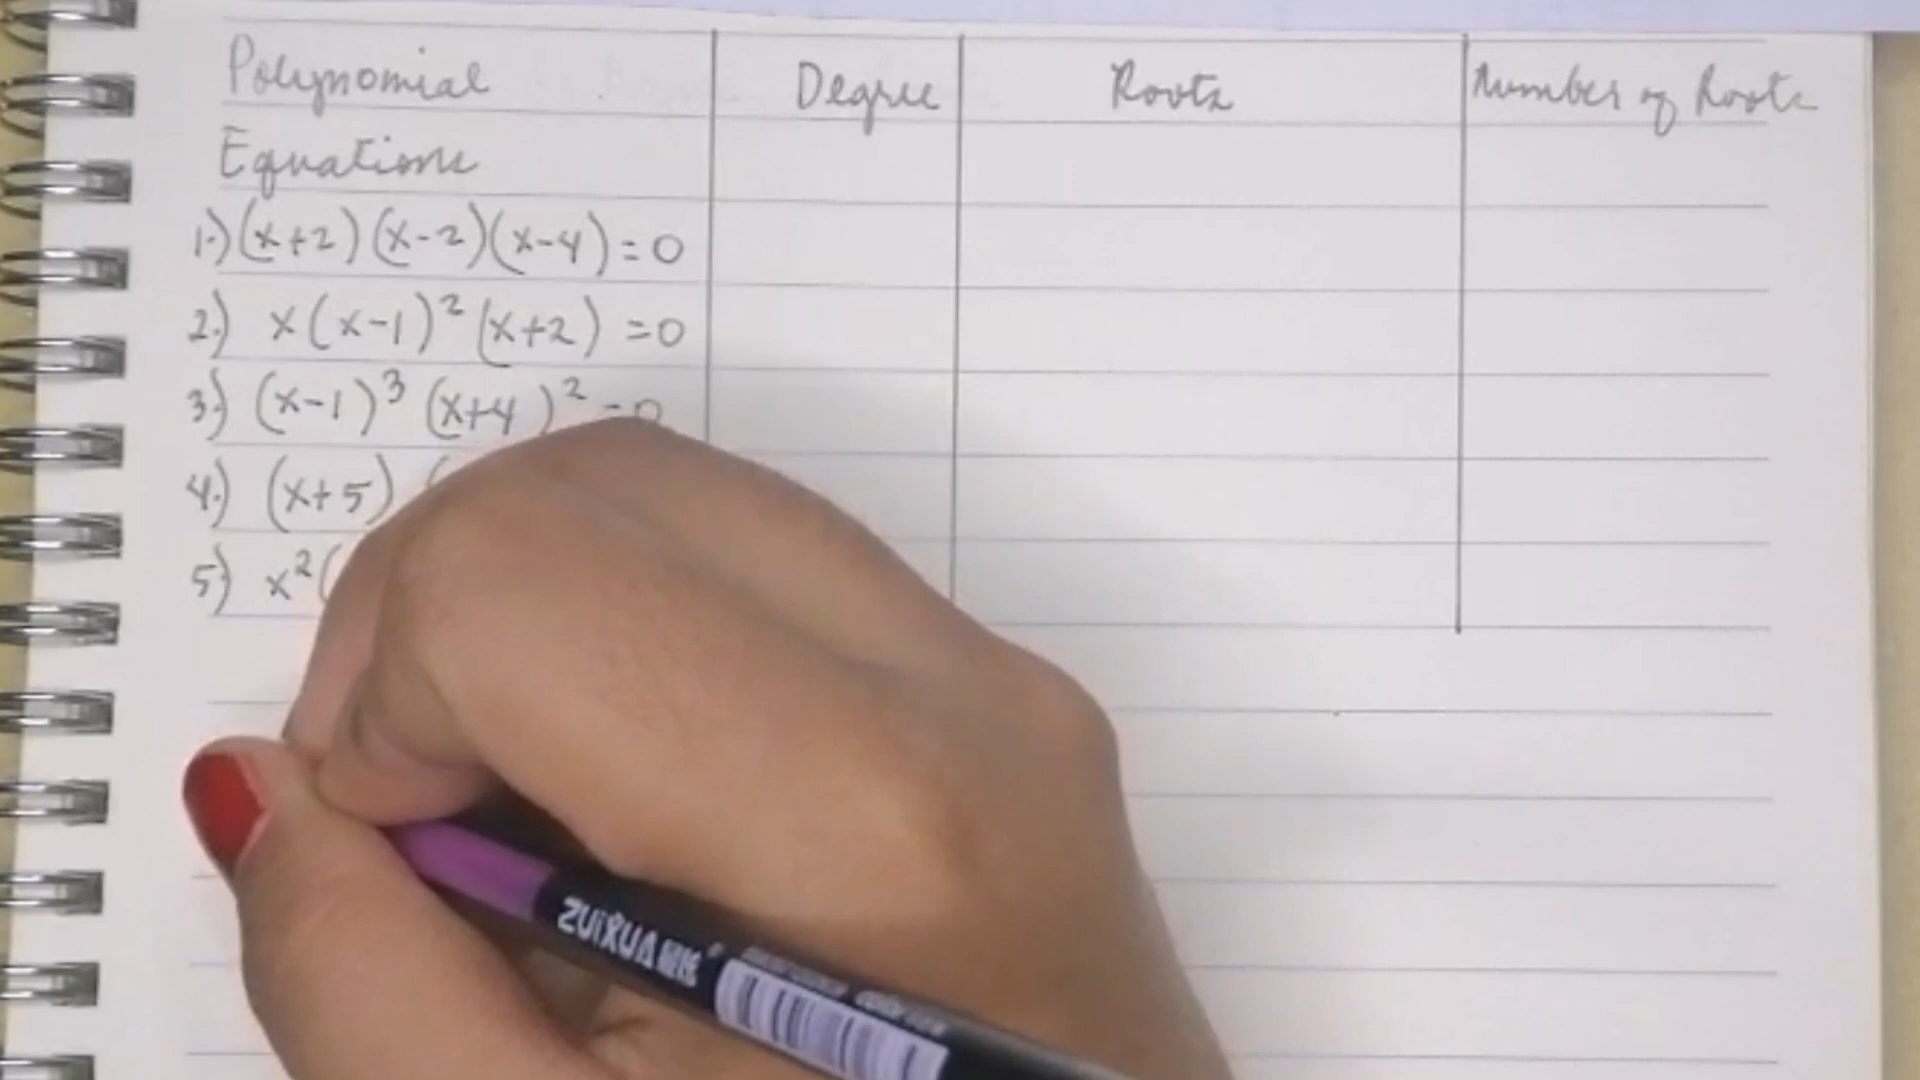 Polynomial Degree Roots Number of Roots
Equations
1.) (x+2)(x-2)(x-4)=0
2.) x(x-1)² (x+2) =0
3.) (x-1)³ (x+4)² =0
4.) (x+5) (
5.) x²(
ZUiXUA